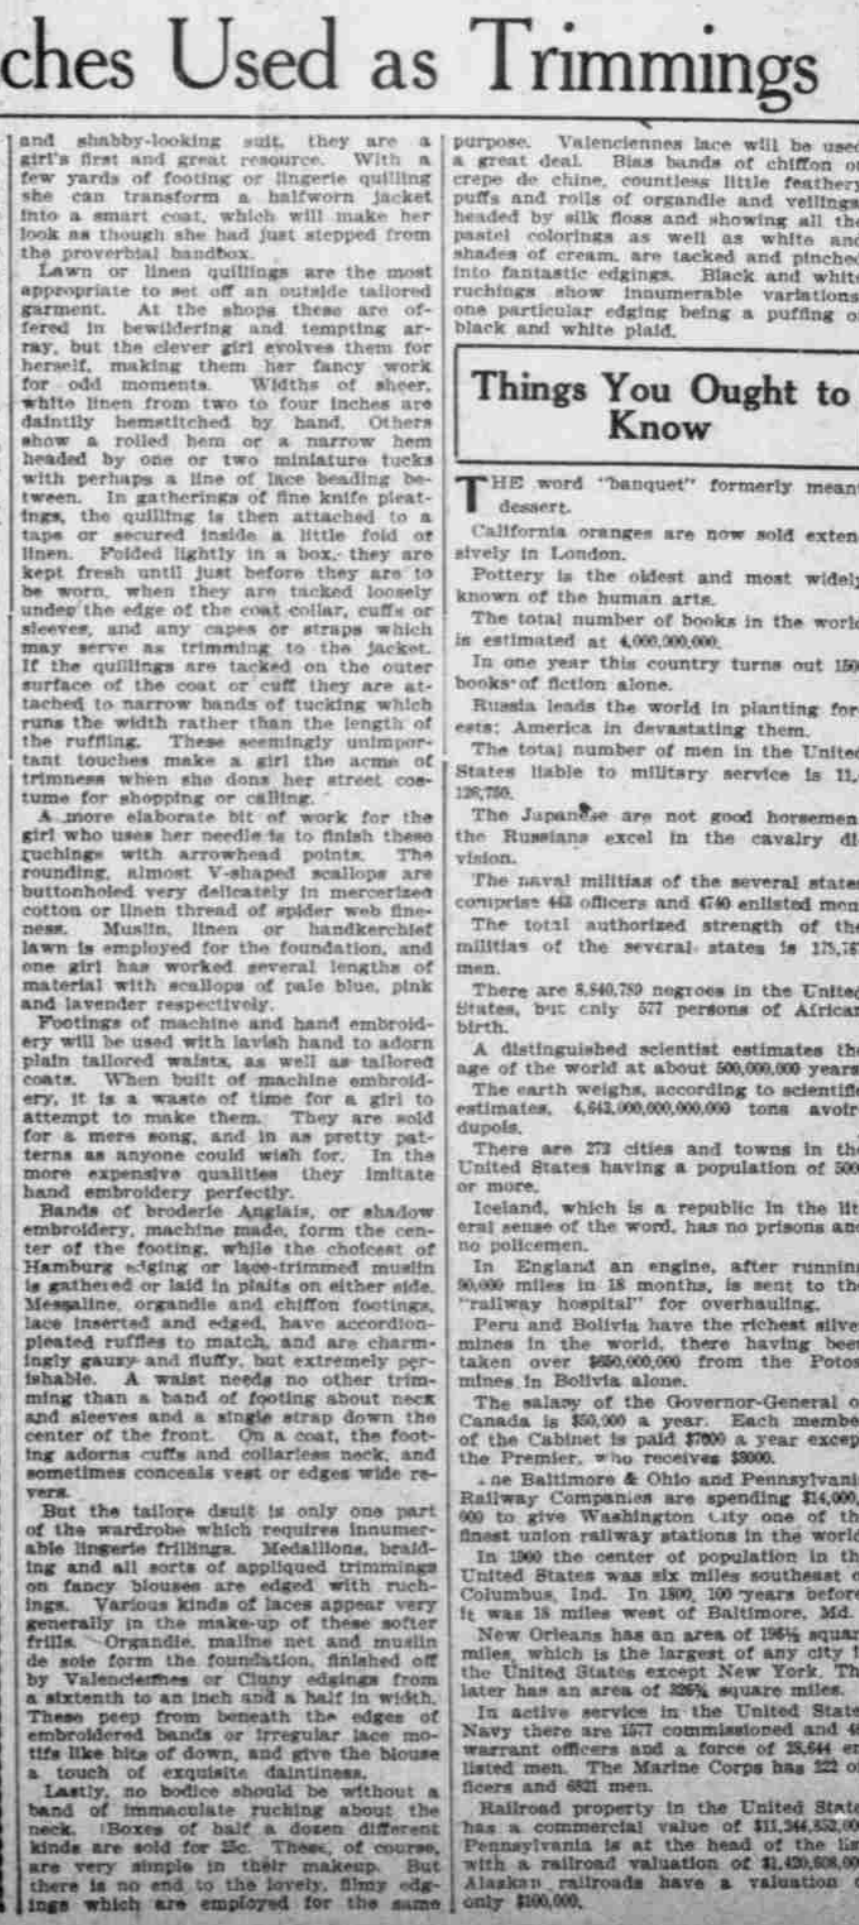 ches Used as Trimmings
and shabby-looking suit, they are a
girl's first and great resource. With a
few yards of footing or lingerie quilling
she can transform a halfworn jacket
into a smart coat, which will make her
look as though she had just stepped from
the proverbial bandbox.
Lawn or linen quillings are the most
appropriate to set off an outside tailored
garment. At the shops these are of-
fered in bewildering and tempting ar-
ray, but the clever girl evolves them for
herself, making them her fancy work
for odd moments. Widths of sheer,
white linen from two to four inches are
daintily hemstitched by hand. Others
show a rolled hem or a narrow hem
headed by one or two miniature tucks
with perhaps a line of lace beading be-
tween. In gatherings of fine knife pleat-
ings, the quilling is then attached to a
tape or secured inside a little fold of
linen. Folded lightly in a box, they are
kept fresh until just before they are to
be worn, when they are tacked loosely
under the edge of the coat collar, cuffs or
sleeves, and any capes or straps which
may serve as trimming to the jacket.
If the quillings are tacked on the outer
surface of the coat or cuff they are at-
tached to narrow bands of tucking which
runs the width rather than the length of
the ruffling. These seemingly unimpor-
tant touches make a girl the acme of
trimness when she dons her street cos-
tume for shopping or calling.
A more elaborate bit of work for the
girl who uses her needle is to finish these
ruchings with arrowhead points. The
rounding, almost V-shaped scallops are
buttonholed very delicately in mercerized
cotton or linen thread of spider web fine-
ness. Muslin, linen or handkerchief
lawn is employed for the foundation, and
one girl has worked several lengths of
material with scallops of pale blue, pink
and lavender respectively.
Footings of machine and hand embroid-
ery will be used with lavish hand to adorn
plain tailored waists, as well as tailored
coats. When built of machine embroid-
ery, it is a waste of time for a girl to
attempt to make them. They are sold
for a mere song, and in as pretty pat-
terns as anyone could wish for. In the
more expensive qualities they imitate
hand embroidery perfectly.
Bands of broderie Anglais, or shadow
embroidery, machine made, form the cen-
ter of the footing, while the choicest of
Hamburg edging or lace-trimmed muslin
is gathered or laid in plaits on either side.
Messaline, organdie and chiffon footings,
lace inserted and edged, have accordion-
pleated ruffles to match, and are charm-
ingly gauzy and fluffy, but extremely per-
ishable. A waist needs no other trim-
ming than a band of footing about neck
and sleeves and a single strap down the
center of the front. On a coat, the foot-
ing adorns cuffs and collarless neck, and
sometimes conceals vest or edges wide re-
vers.
But the tailore dsuit is only one part
of the wardrobe which requires innumer-
able lingerie frillings. Medallions, braid-
ing and all sorts of appliqued trimmings
on fancy blouses are edged with ruch-
ings. Various kinds of laces appear very
generally in the make-up of these softer
frills. Organdie, maline net and muslin
de soie form the foundation, finished off
by Valenciennes or Cluny edgings from
a sixtenth to an inch and a half in width.
These peep from beneath the edges of
embroidered bands or irregular lace mo-
tifs like bits of down, and give the blouse
a touch of exquisite daintiness.
Lastly, no bodice should be without a
band of immaculate ruching about the
neck. Boxes of half a dozen different
kinds are sold for 25c. These, of course,
are very simple in their makeup. But
there is no end to the lovely, filmy edg-
ings which are employed for the same
purpose. Valenciennes lace will be used
a great deal. Bias bands of chiffon or
crepe de chine, countless little feathery
puffs and rolls of organdie and veilings
headed by silk floss and showing all the
pastel colorings as well as white and
shades of cream, are tacked and pinched
into fantastic edgings. Black and white
ruchings show innumerable variations,
one particular edging being a puffing of
black and white plaid.
Things You Ought to
Know
THE word "banquet" formerly meant
dessert.
California oranges are now sold exten-
sively in London.
Pottery is the oldest and most widely
known of the human arts.
The total number of books in the world
is estimated at 4,000,000,000.
In one year this country turns out 150
books of fiction alone.
Russia leads the world in planting for-
ests; America in devastating them.
The total number of men in the United
States liable to military service is 11,-
126,750.
The Japanese are not good horsemen
the Russians excel in the cavalry di-
vision.
The naval militias of the several states
comprise 443 officers and 4740 enlisted men
The total authorized strength of the
militias of the several states is 175,
men.
There are 8,840,789 negroes in the United
States, but only 577 persons of African
birth.
A distinguished scientist estimates the
age of the world at about 500,000,000 years
The earth weighs, according to scientific
estimates, 4,642,000,000,000,000 tons avoir-
dupois.
There are 273 cities and towns in the
United States having a population of 500
or more.
Iceland, which is a republic in the lit-
eral sense of the word, has no prisons and
no policemen.
In England an engine, after running
90,000 miles in 18 months, is sent to the
"railway hospital" for overhauling.
Peru and Bolivia have the richest silver
mines in the world, there having been
taken over $650,000,000 from the Potos
mines in Bolivia alone.
The salary of the Governor-General of
Canada is $50,000 a year. Each member
of the Cabinet is paid $7000 a year except
the Premier, who receives $8000.
ne Baltimore & Ohio and Pennsylvania
Railway Companies are spending $14,000,
000 to give Washington City one of the
finest union railway stations in the world
In 1900 the center of population in the
United States was six miles southeast of
Columbus, Ind. In 1800, 100 years before
it was 18 miles west of Baltimore, Md.
New Orleans has an area of 196½ square
miles, which is the largest of any city i
the United States except New York. The
later has an area of square miles.
In active service in the United State
Navy there are 1577 commissioned and 4
warrant officers and a force of 28,644 en
listed men. The Marine Corps has 222 of
ficers and 6821 men.
Railroad property in the United State
has a commercial value of $11,244,852,00
Pennsylvania is at the head of the list
with a railroad valuation of $1,420,608,00
Alaskan railroads have a valuation o
only $100,000.